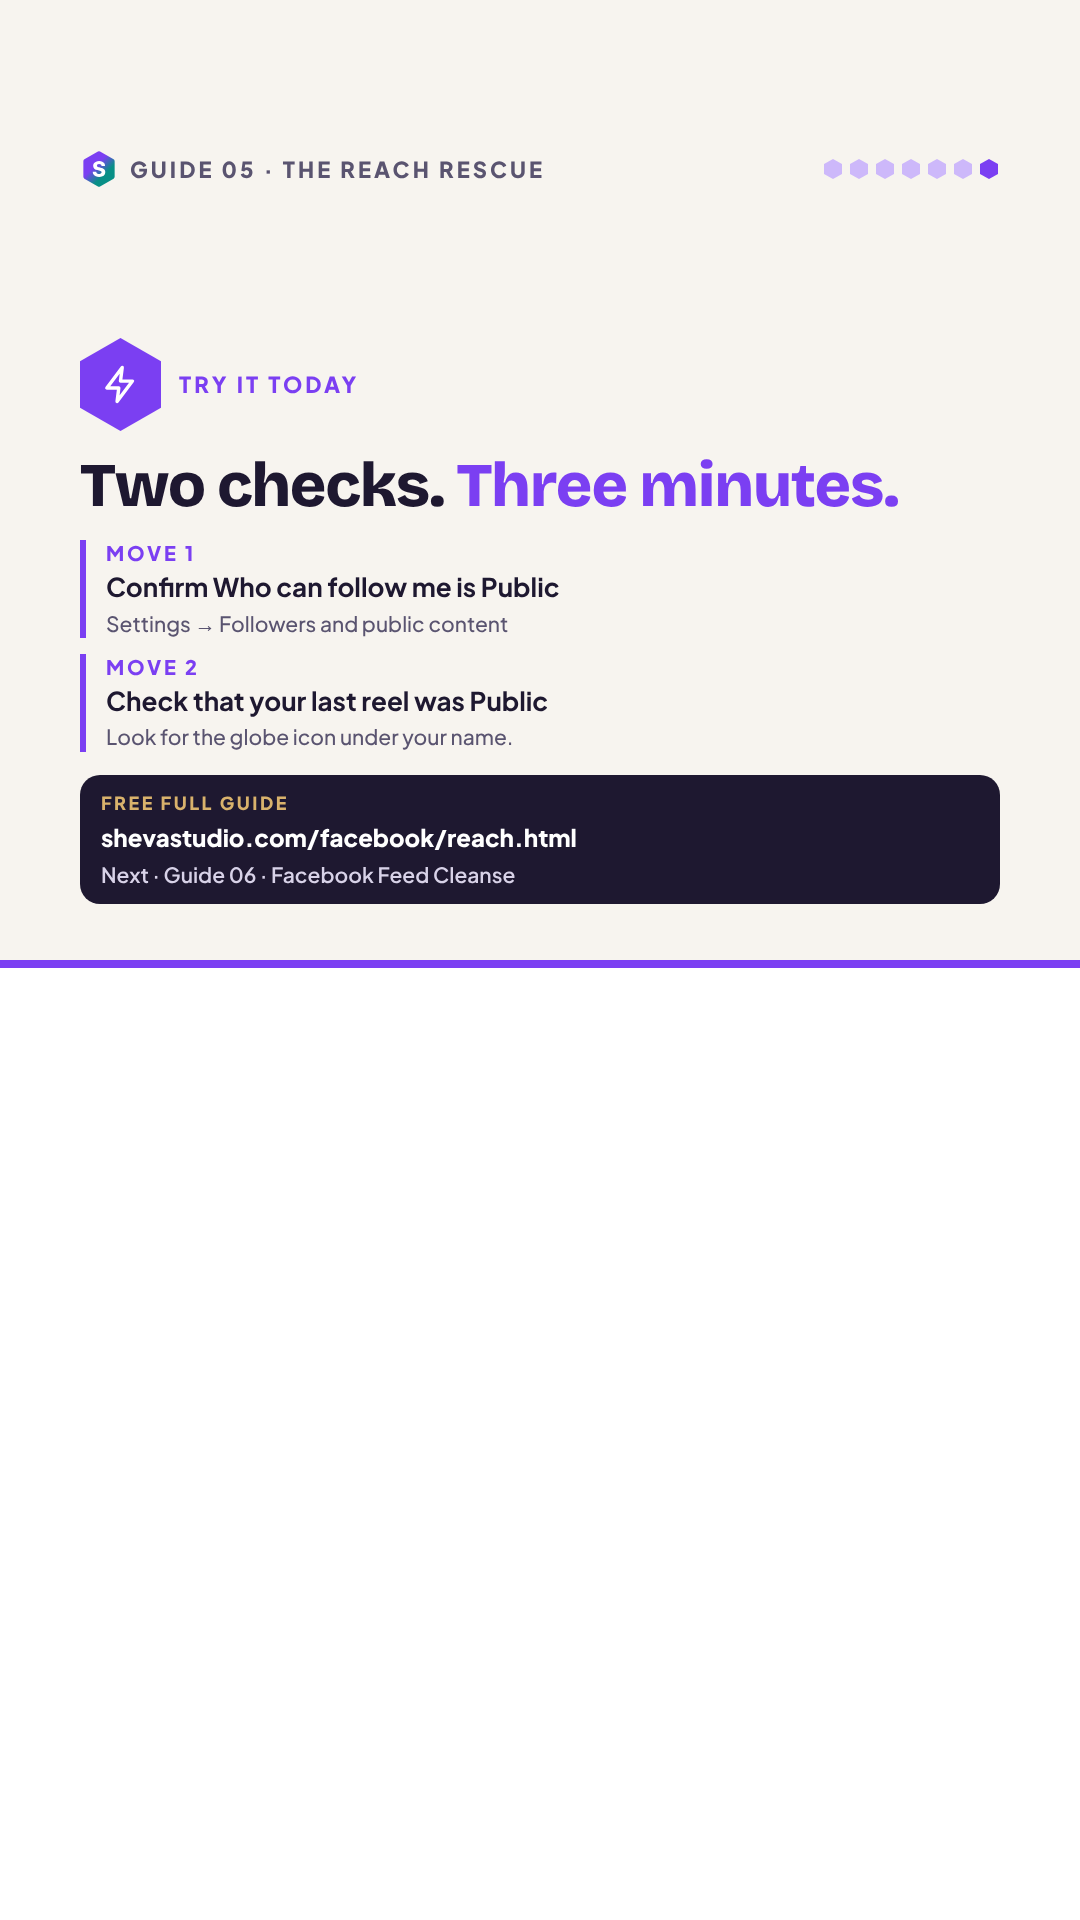 S GUIDE 05 · THE REACH RESCUE
TRY IT TODAY
Two checks. Three minutes.
MOVE 1
Confirm Who can follow me is Public
Settings → Followers and public content
MOVE 2
Check that your last reel was Public
Look for the globe icon under your name.
FREE FULL GUIDE
shevastudio.com/facebook/reach.html
Next · Guide 06 · Facebook Feed Cleanse